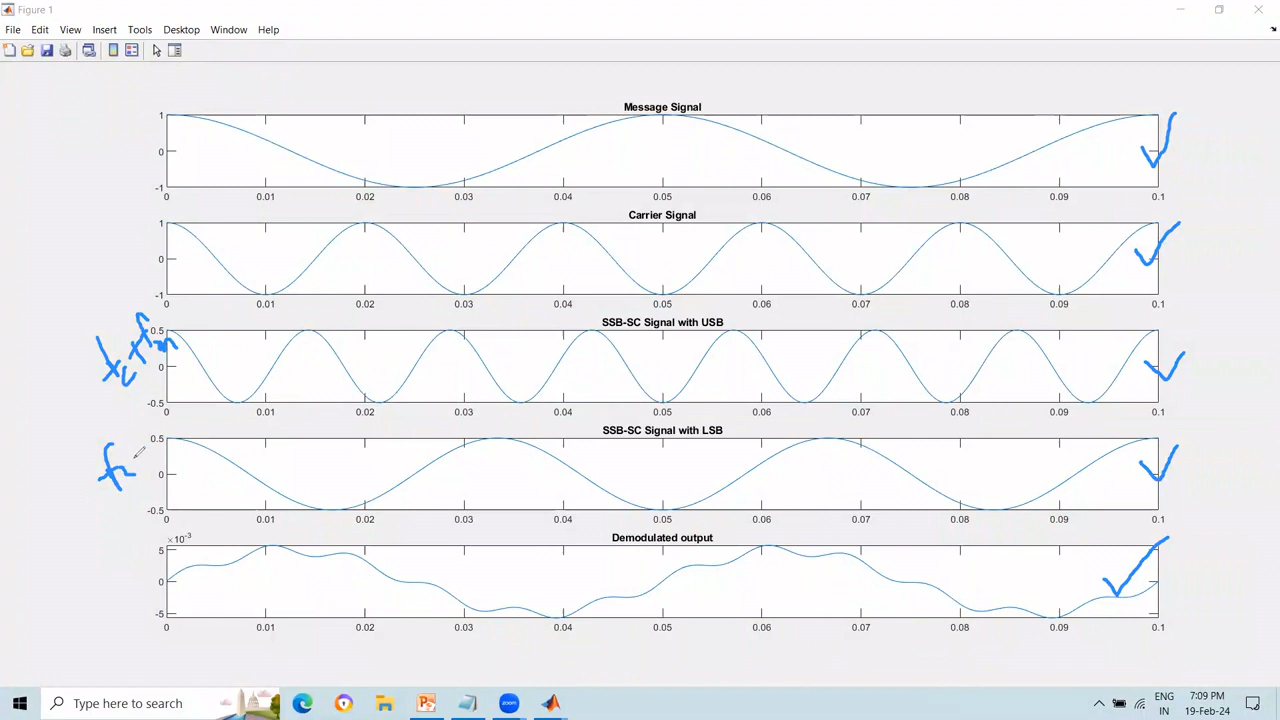 Figure 1
File Edit View Insert Tools Desktop Window Help
Message Signal
1
0
-1
0 0.01 0.02 0.03 0.04 0.05 0.06 0.07 0.08 0.09 0.1
Carrier Signal
1
0
-1
0 0.01 0.02 0.03 0.04 0.05 0.06 0.07 0.08 0.09 0.1
SSB-SC Signal with USB
fc+fm
0.5
0
-0.5
0 0.01 0.02 0.03 0.04 0.05 0.06 0.07 0.08 0.09 0.1
SSB-SC Signal with LSB
0.5
0
-0.5
0 0.01 0.02 0.03 0.04 0.05 0.06 0.07 0.08 0.09 0.1
Demodulated output
×10⁻³
5
0
-5
0 0.01 0.02 0.03 0.04 0.05 0.06 0.07 0.08 0.09 0.1
Type here to search
zoom
ENG
IN
7:09 PM
19-Feb-24